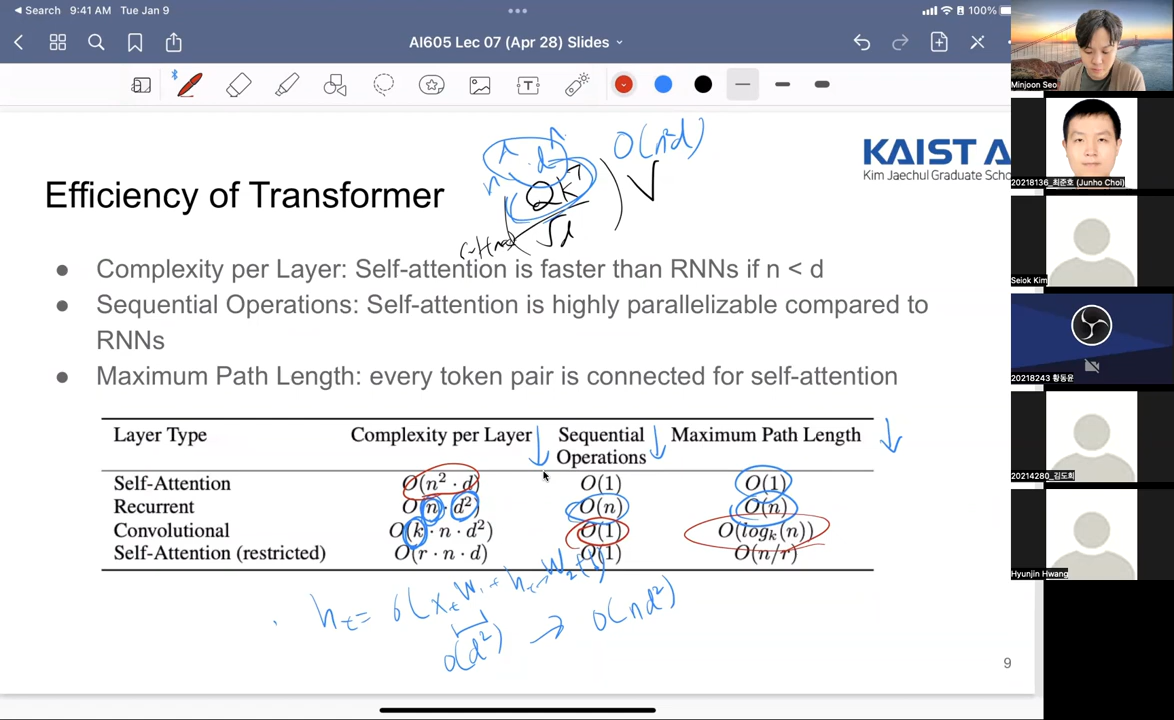 Search 9:41 AM Tue Jan 9
100%
AI605 Lec 07 (Apr 28) Slides
Minjoon Seo
20218136_최준호 (Junho Choi)
Seiok Kim
20218243 황동윤
20214280_김도희
Hyunjin Hwang
KAIST A
Kim Jaechul Graduate Scho
O(n²d)
n d · d n
QKᵀ
√d
V
Efficiency of Transformer
● Complexity per Layer: Self-attention is faster than RNNs if n < d
● Sequential Operations: Self-attention is highly parallelizable compared to
RNNs
● Maximum Path Length: every token pair is connected for self-attention
Layer Type Complexity per Layer Sequential Maximum Path Length
Operations
Self-Attention O(n² · d) O(1) O(1)
Recurrent O(n · d²) O(n) O(n)
Convolutional O(k · n · d²) O(1) O(logₖ(n))
Self-Attention (restricted) O(r · n · d) O(1) O(n/r)
hₜ = σ(xₜW₁ + hₜ₋₁W₂ + b)
O(d²) → O(nd²)
9